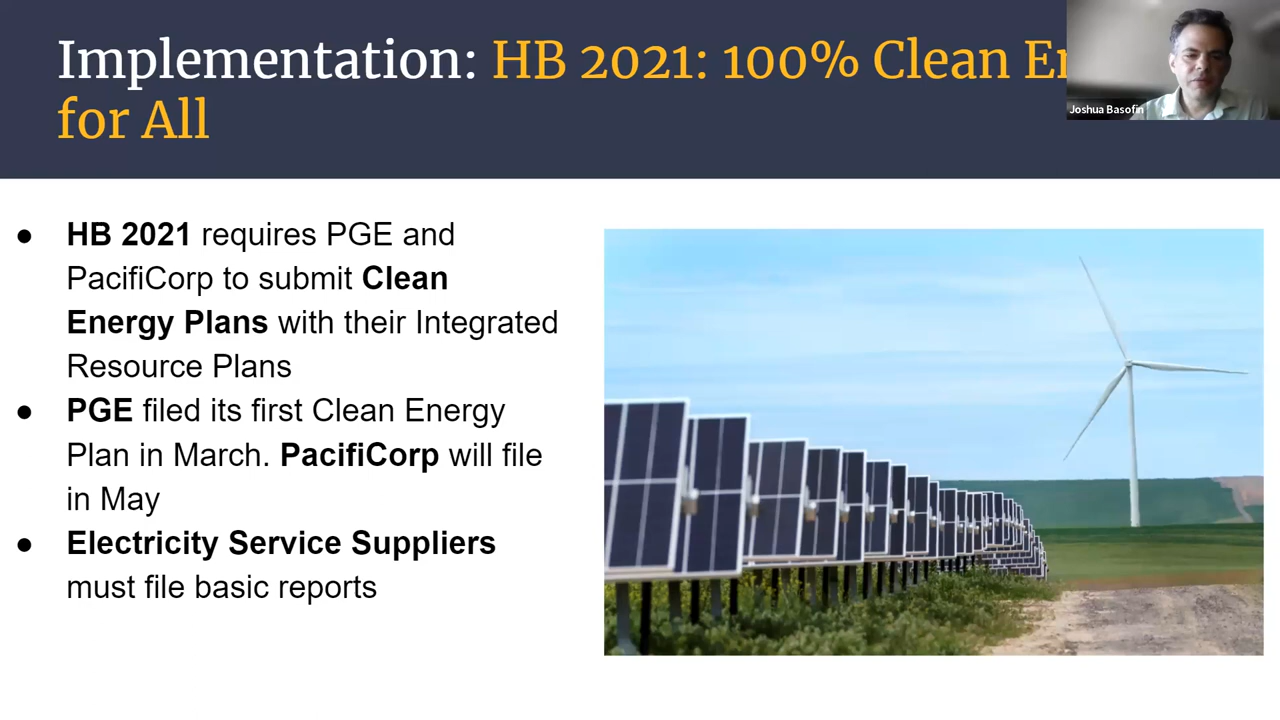 Implementation: HB 2021: 100% Clean
for All
Joshua Basofin
● HB 2021 requires PGE and
PacifiCorp to submit Clean
Energy Plans with their Integrated
Resource Plans
● PGE filed its first Clean Energy
Plan in March. PacifiCorp will file
in May
● Electricity Service Suppliers
must file basic reports